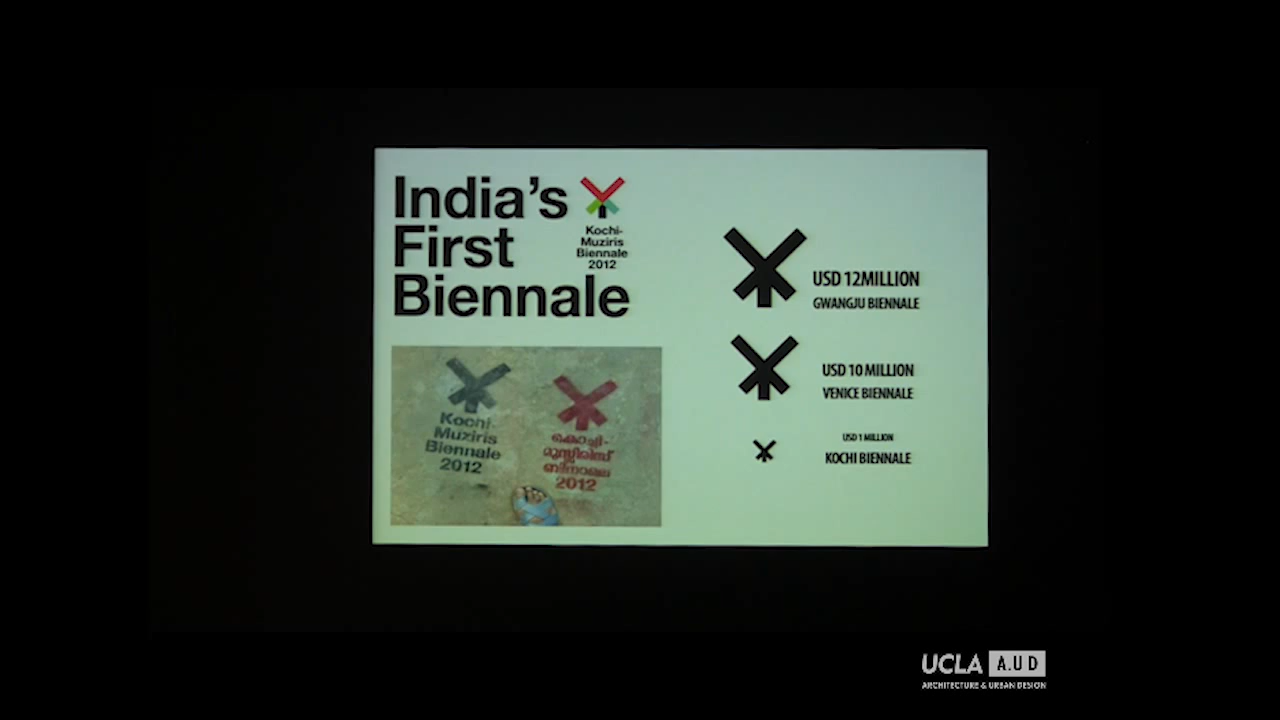 India's
First
Biennale
Kochi-
Muziris
Biennale
2012
Kochi-
Muziris
Biennale
2012
കൊച്ചി-
മുസ്സിരിസ്
ബിനാലെ
2012
USD 12MILLION
GWANGJU BIENNALE
USD 10 MILLION
VENICE BIENNALE
USD 1 MILLION
KOCHI BIENNALE
UCLA A.U D
ARCHITECTURE & URBAN DESIGN